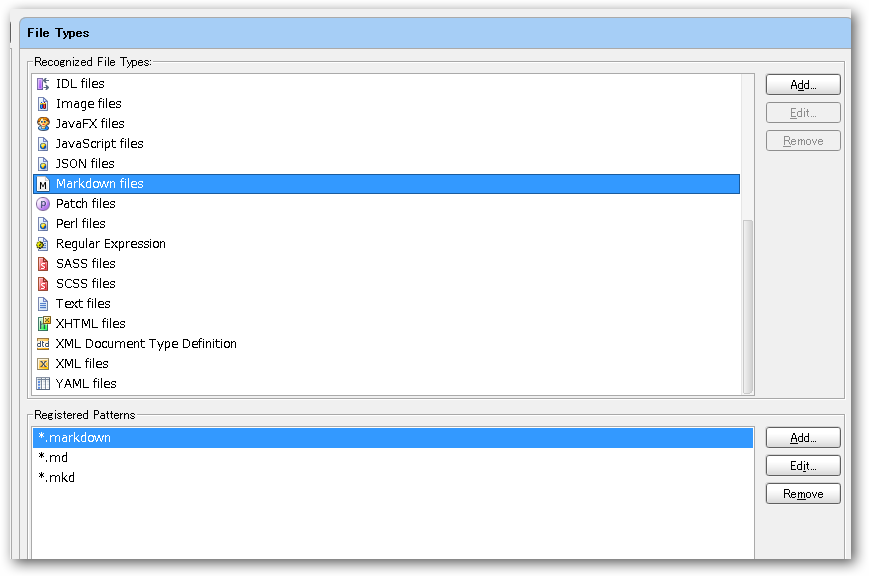 File Types
Recognized File Types:
IDL files
Add...
Image files
Edit...
JavaFX files
Remove
JavaScript files
JSON files
M Markdown files
P Patch files
Perl files
Regular Expression
S SASS files
S SCSS files
Text files
XHTML files
dtd XML Document Type Definition
X XML files
YAML files
Registered Patterns
*.markdown
Add...
*.md
Edit...
*.mkd
Remove